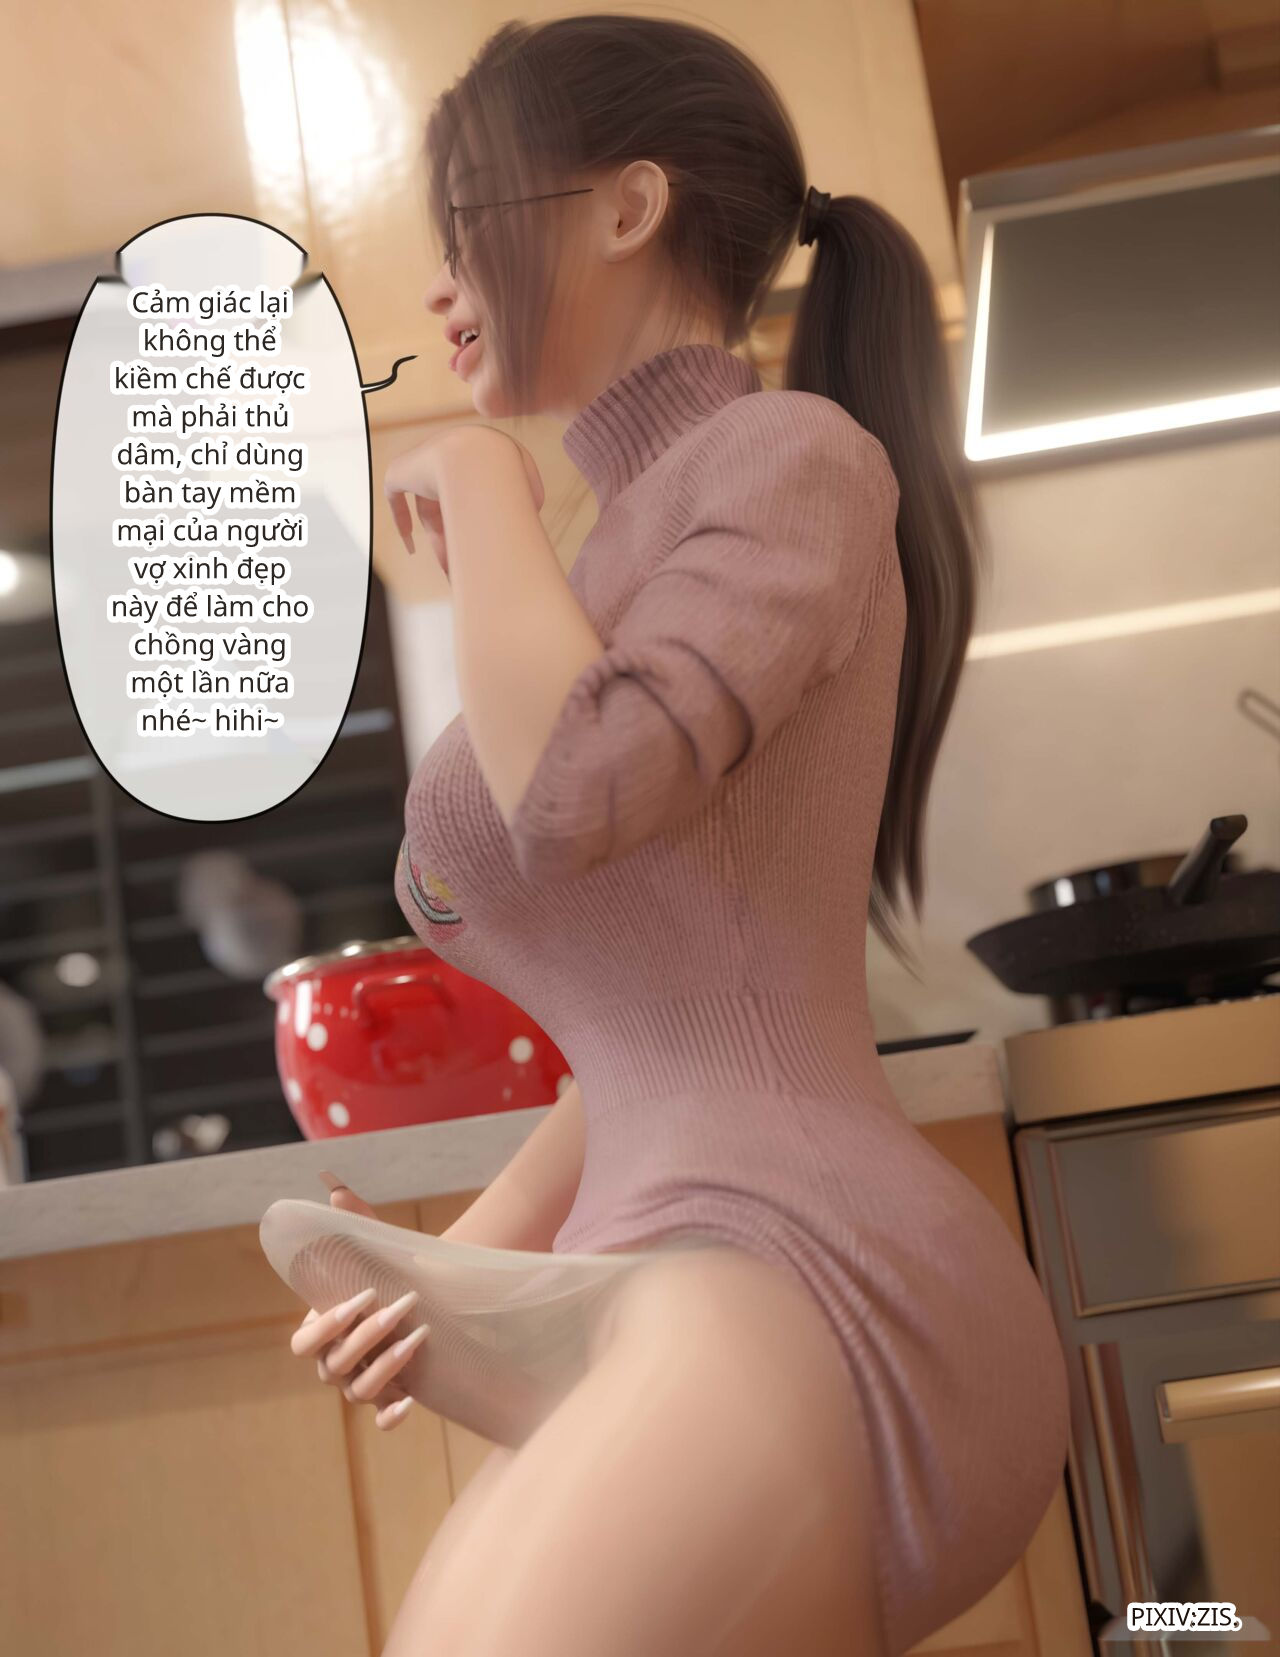 Cảm giác lại
không thể
kiềm chế được
mà phải thủ
dâm, chỉ dùng
bàn tay mềm
mại của người
vợ xinh đẹp
này để làm cho
chồng vàng
một lần nữa
nhé~ hihi~
PIXIV:ZIS.